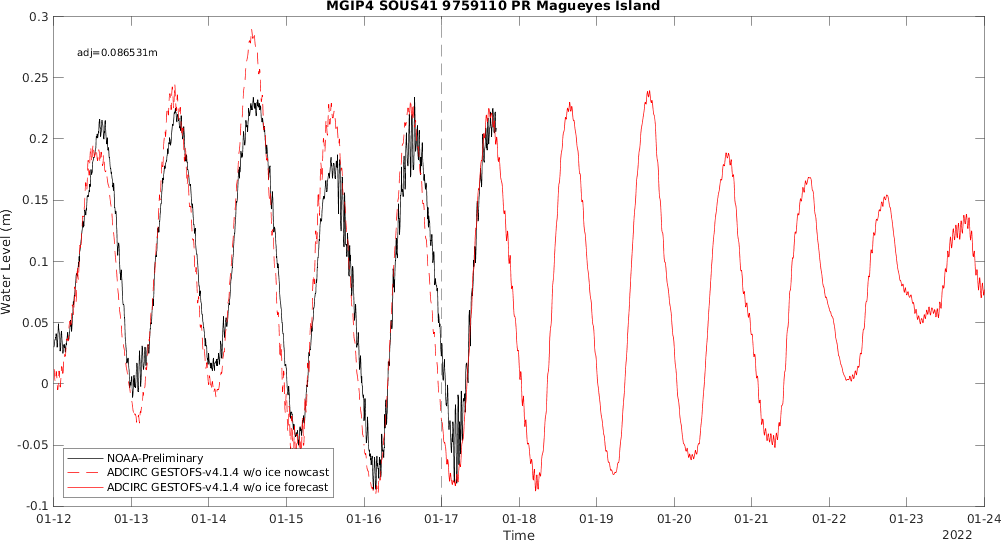 MGIP4 SOUS41 9759110 PR Magueyes Island
adj=0.086531m
0.3
0.25
0.2
0.15
0.1
0.05
0
-0.05
-0.1
Water Level (m)
NOAA-Preliminary
ADCIRC GESTOFS-v4.1.4 w/o ice nowcast
ADCIRC GESTOFS-v4.1.4 w/o ice forecast
01-12 01-13 01-14 01-15 01-16 01-17 01-18 01-19 01-20 01-21 01-22 01-23 01-24
Time
2022